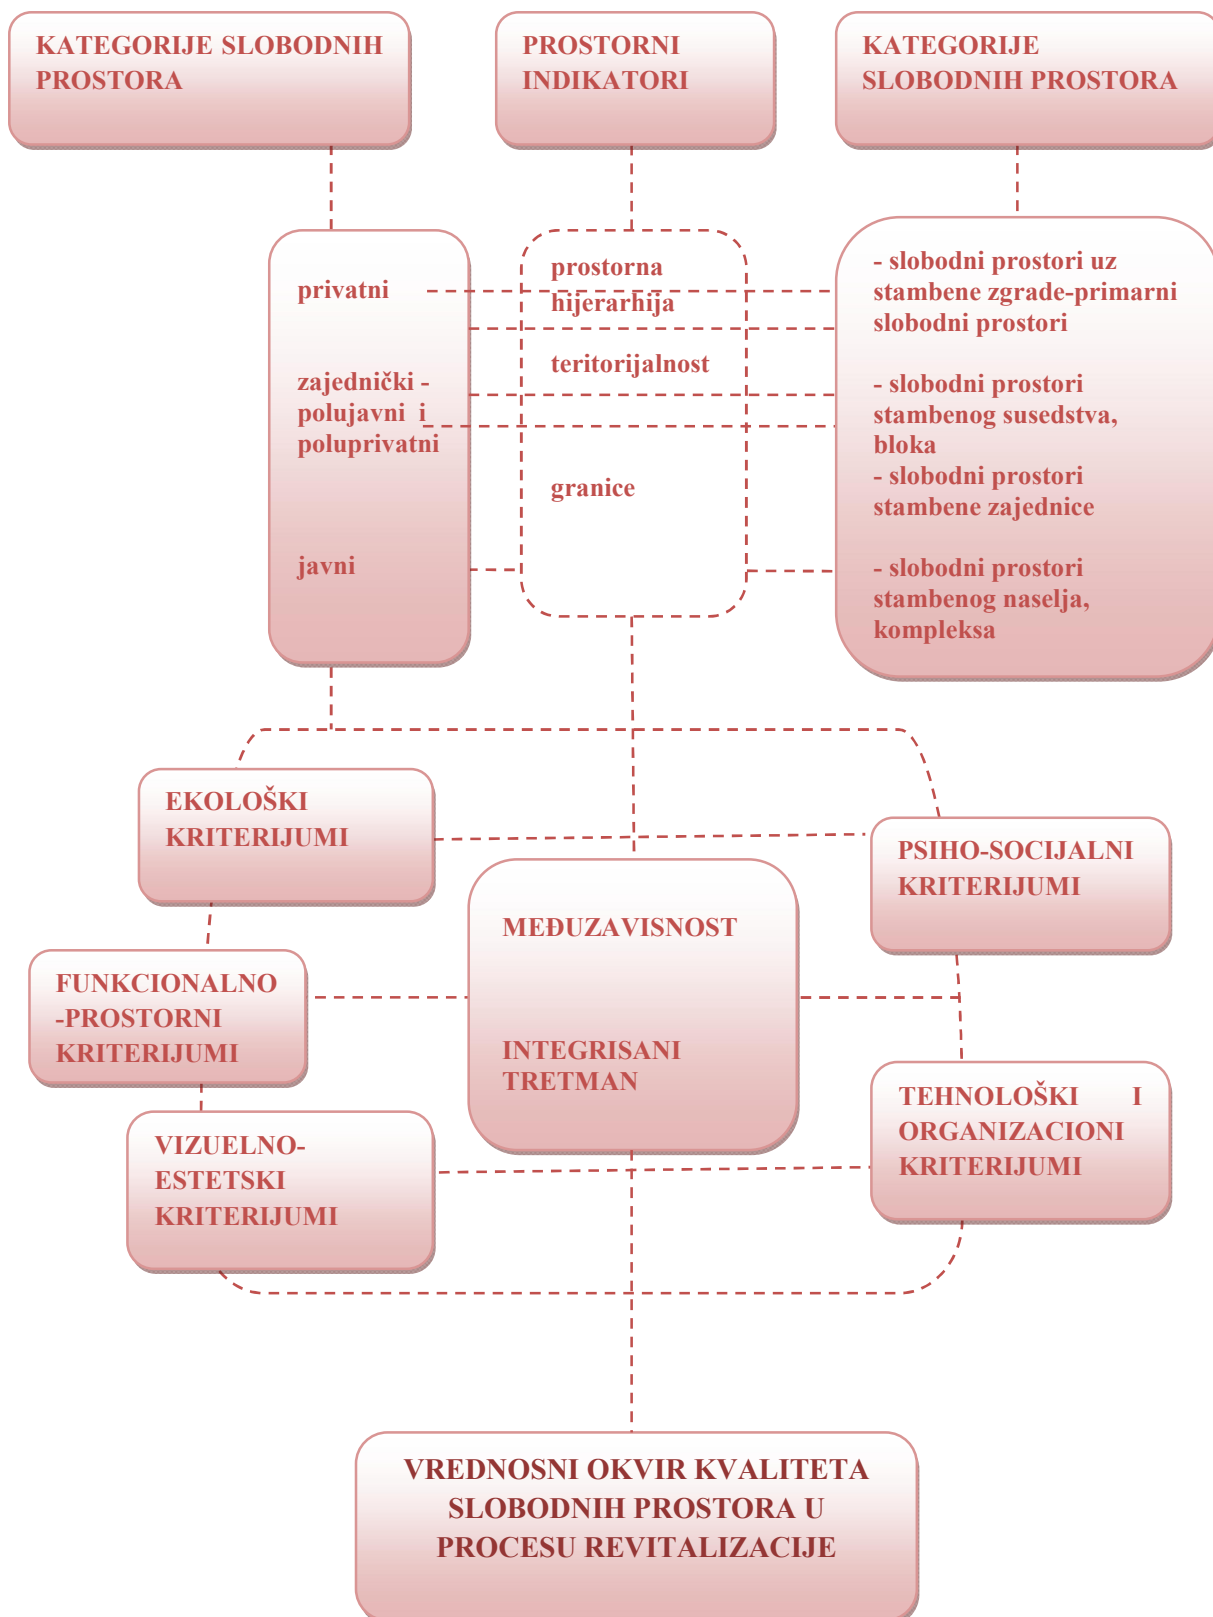 KATEGORIJE SLOBODNIH
PROSTORA
PROSTORNI
INDIKATORI
KATEGORIJE
SLOBODNIH PROSTORA
privatni
zajednički -
polujavni i
poluprivatni
javni
prostorna
hijerarhija
teritorijalnost
granice
- slobodni prostori uz
stambene zgrade-primarni
slobodni prostori
- slobodni prostori
stambenog susedstva,
bloka
- slobodni prostori
stambene zajednice
- slobodni prostori
stambenog naselja,
kompleksa
EKOLOŠKI
KRITERIJUMI
PSIHO-SOCIJALNI
KRITERIJUMI
MEĐUZAVISNOST
INTEGRISANI
TRETMAN
FUNKCIONALNO
-PROSTORNI
KRITERIJUMI
TEHNOLOŠKI I
ORGANIZACIONI
KRITERIJUMI
VIZUELNO-
ESTETSKI
KRITERIJUMI
VREDNOSNI OKVIR KVALITETA
SLOBODNIH PROSTORA U
PROCESU REVITALIZACIJE